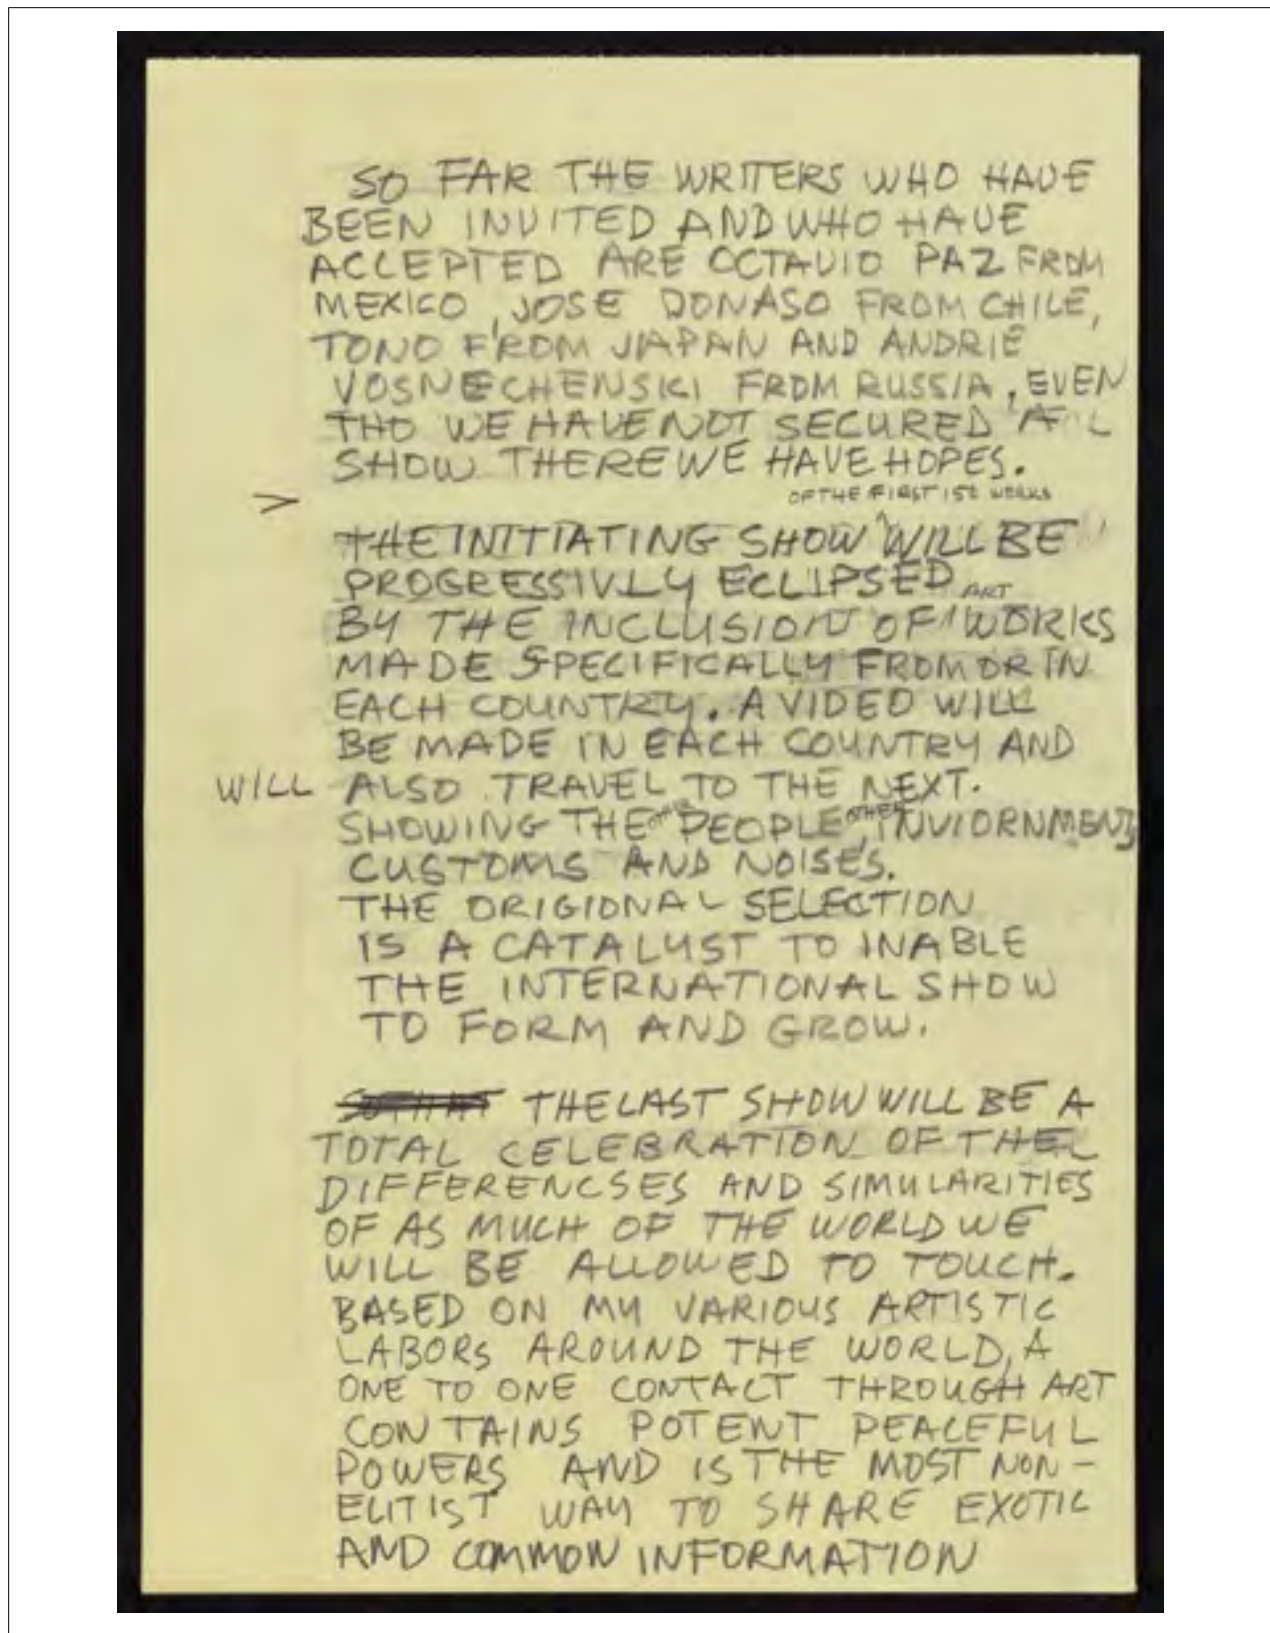 SO FAR THE WRITERS WHO HAVE
BEEN INVITED AND WHO HAVE
ACCEPTED ARE OCTAVIO PAZ FROM
MEXICO, JOSE DONASO FROM CHILE,
TONO FROM JAPAN AND ANDRIE
VOSNECHENSKI FROM RUSSIA, EVEN
THO WE HAVE NOT SECURED A
SHOW THERE WE HAVE HOPES.
>
OF THE FIRST 150 WORKS
THE INITIATING SHOW WILL BE
PROGRESSIVLY ECLIPSED
ART
BY THE INCLUSION OF WORKS
MADE SPECIFICALLY FROM OR IN
EACH COUNTRY. A VIDEO WILL
BE MADE IN EACH COUNTRY AND
WILL ALSO TRAVEL TO THE NEXT.
SHOWING THE PEOPLE, INVIORNMENT,
CUSTOMS AND NOISES.
THE ORIGIONAL SELECTION
IS A CATALYST TO INABLE
THE INTERNATIONAL SHOW
TO FORM AND GROW.
THE LAST SHOW WILL BE A
TOTAL CELEBRATION OF THE
DIFFERENCSES AND SIMULARITIES
OF AS MUCH OF THE WORLD WE
WILL BE ALLOWED TO TOUCH.
BASED ON MY VARIOUS ARTISTIC
LABORS AROUND THE WORLD, A
ONE TO ONE CONTACT THROUGH ART
CONTAINS POTENT PEACEFUL
POWERS AND IS THE MOST NON-
ELITIST WAY TO SHARE EXOTIC
AND COMMON INFORMATION